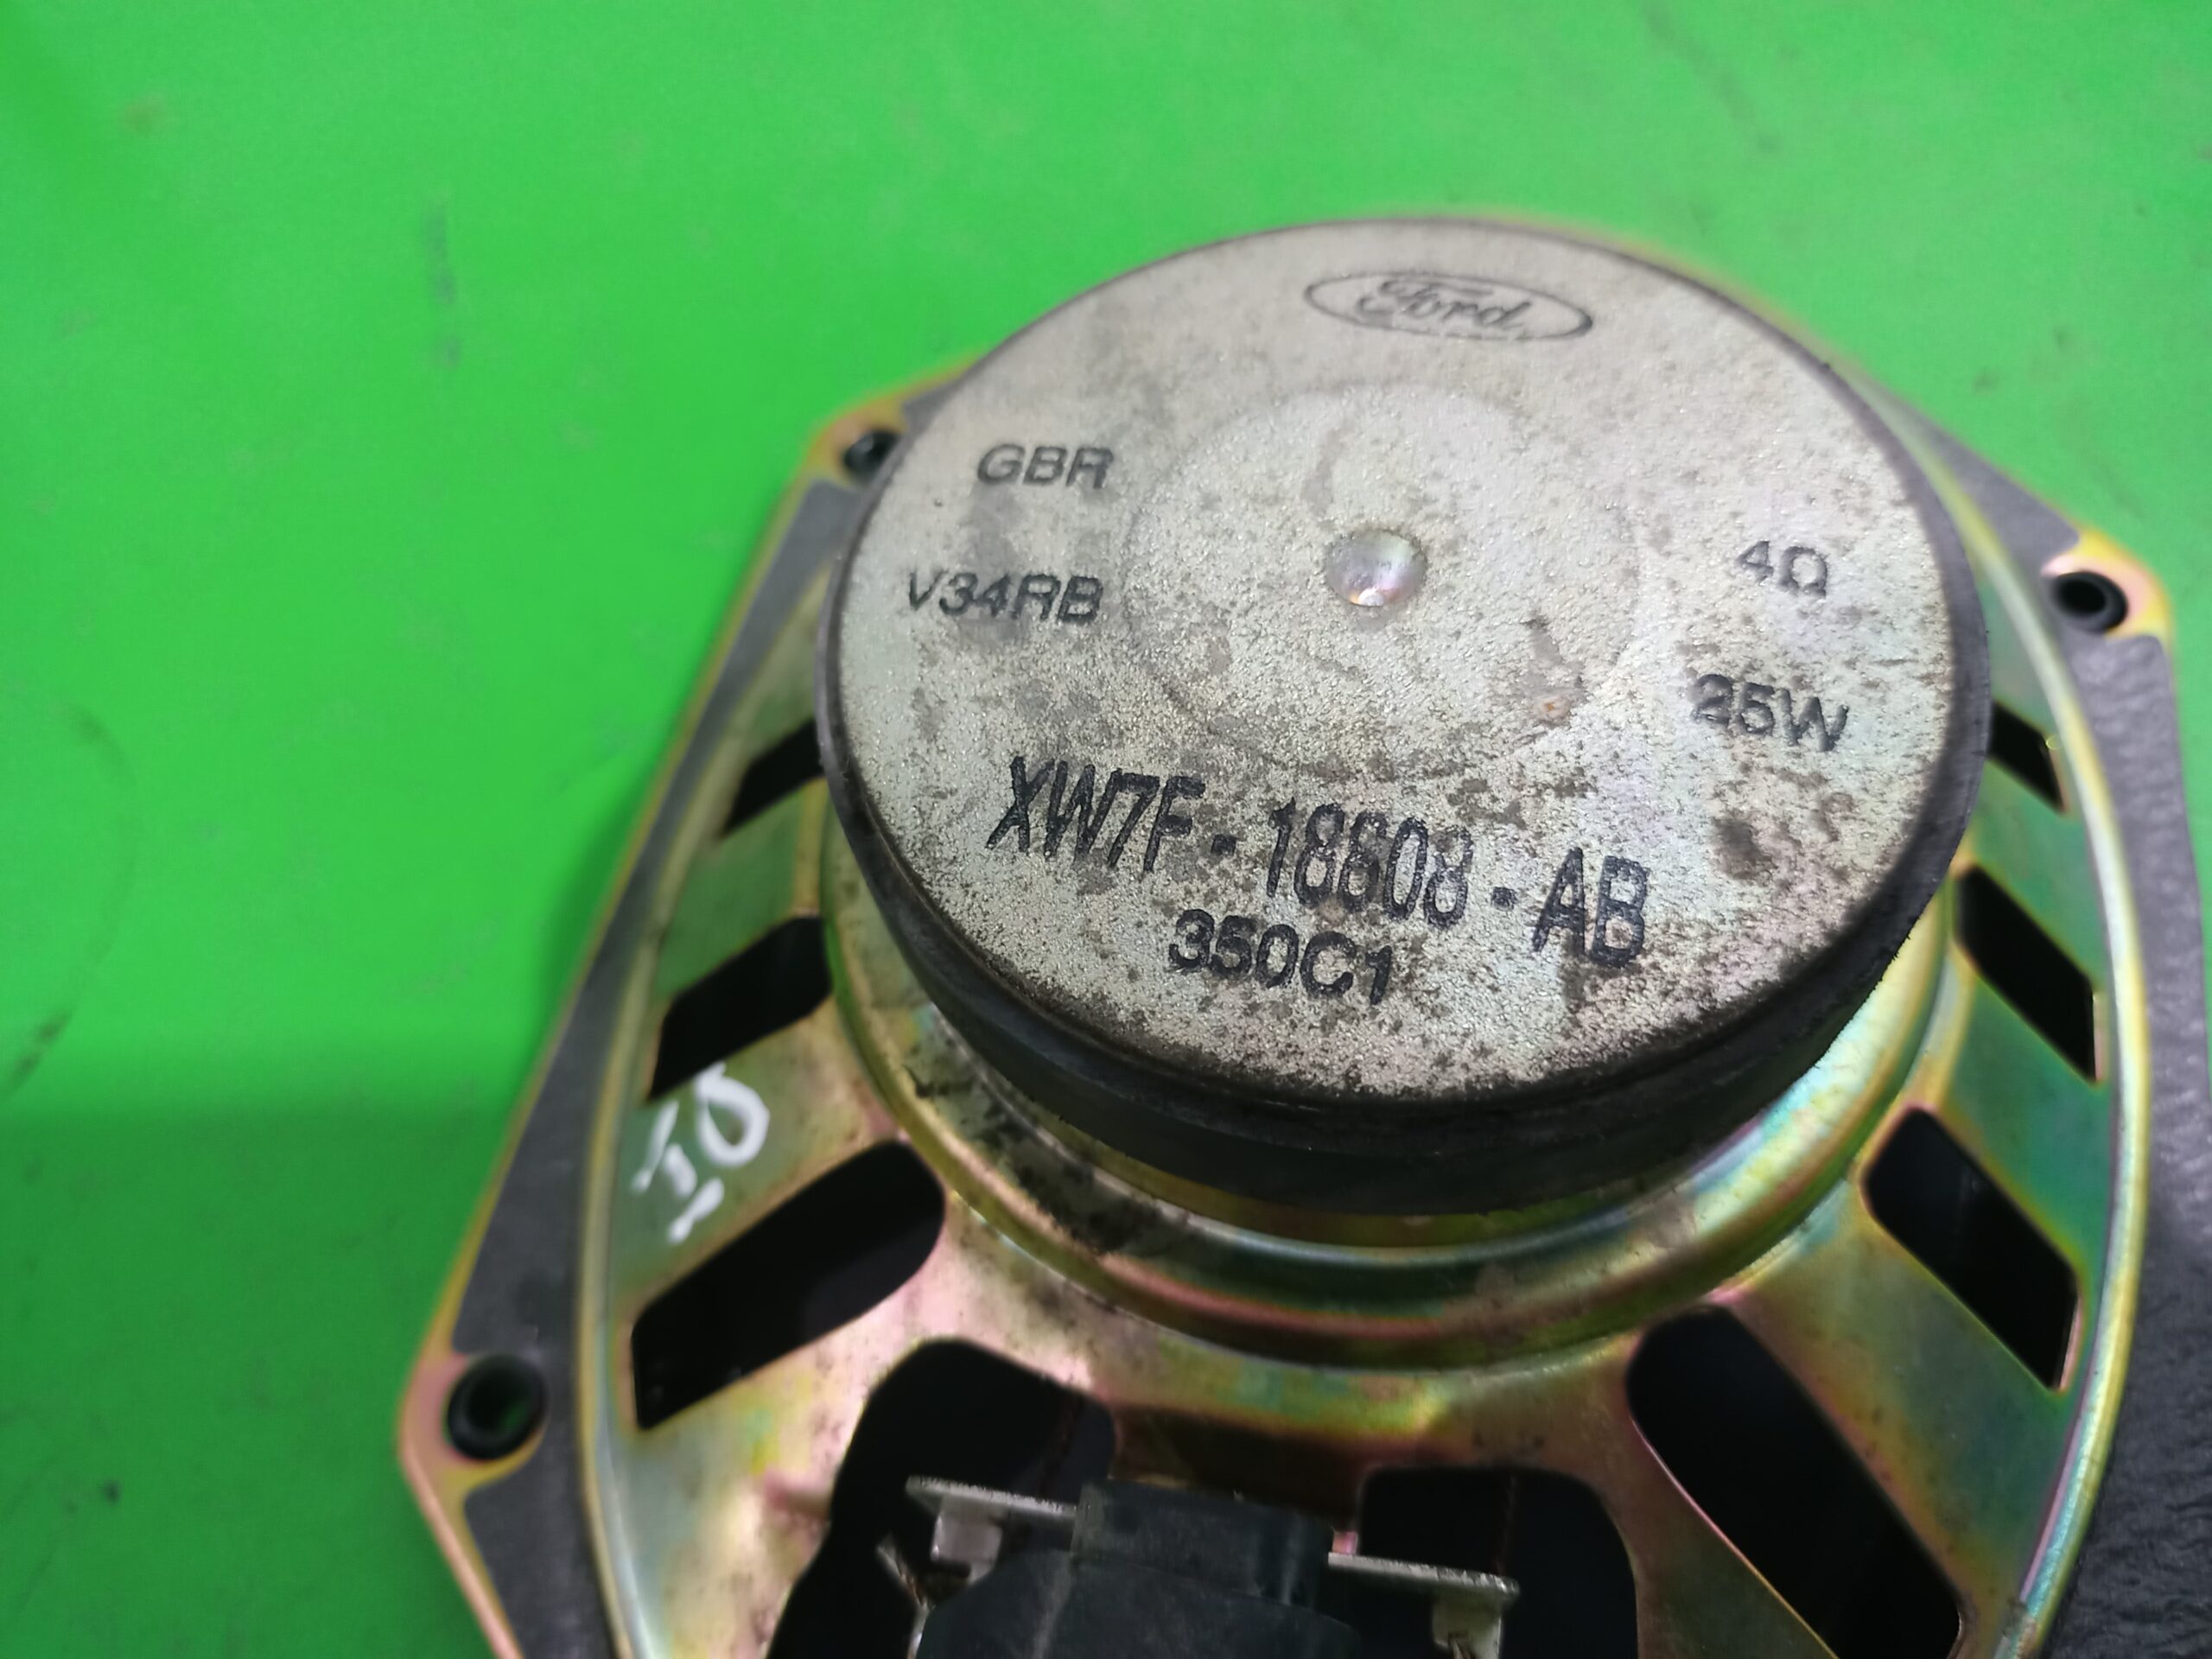 Ford
GBR
4Ω
V34RB
25W
XW7F - 18808 - AB
350C1